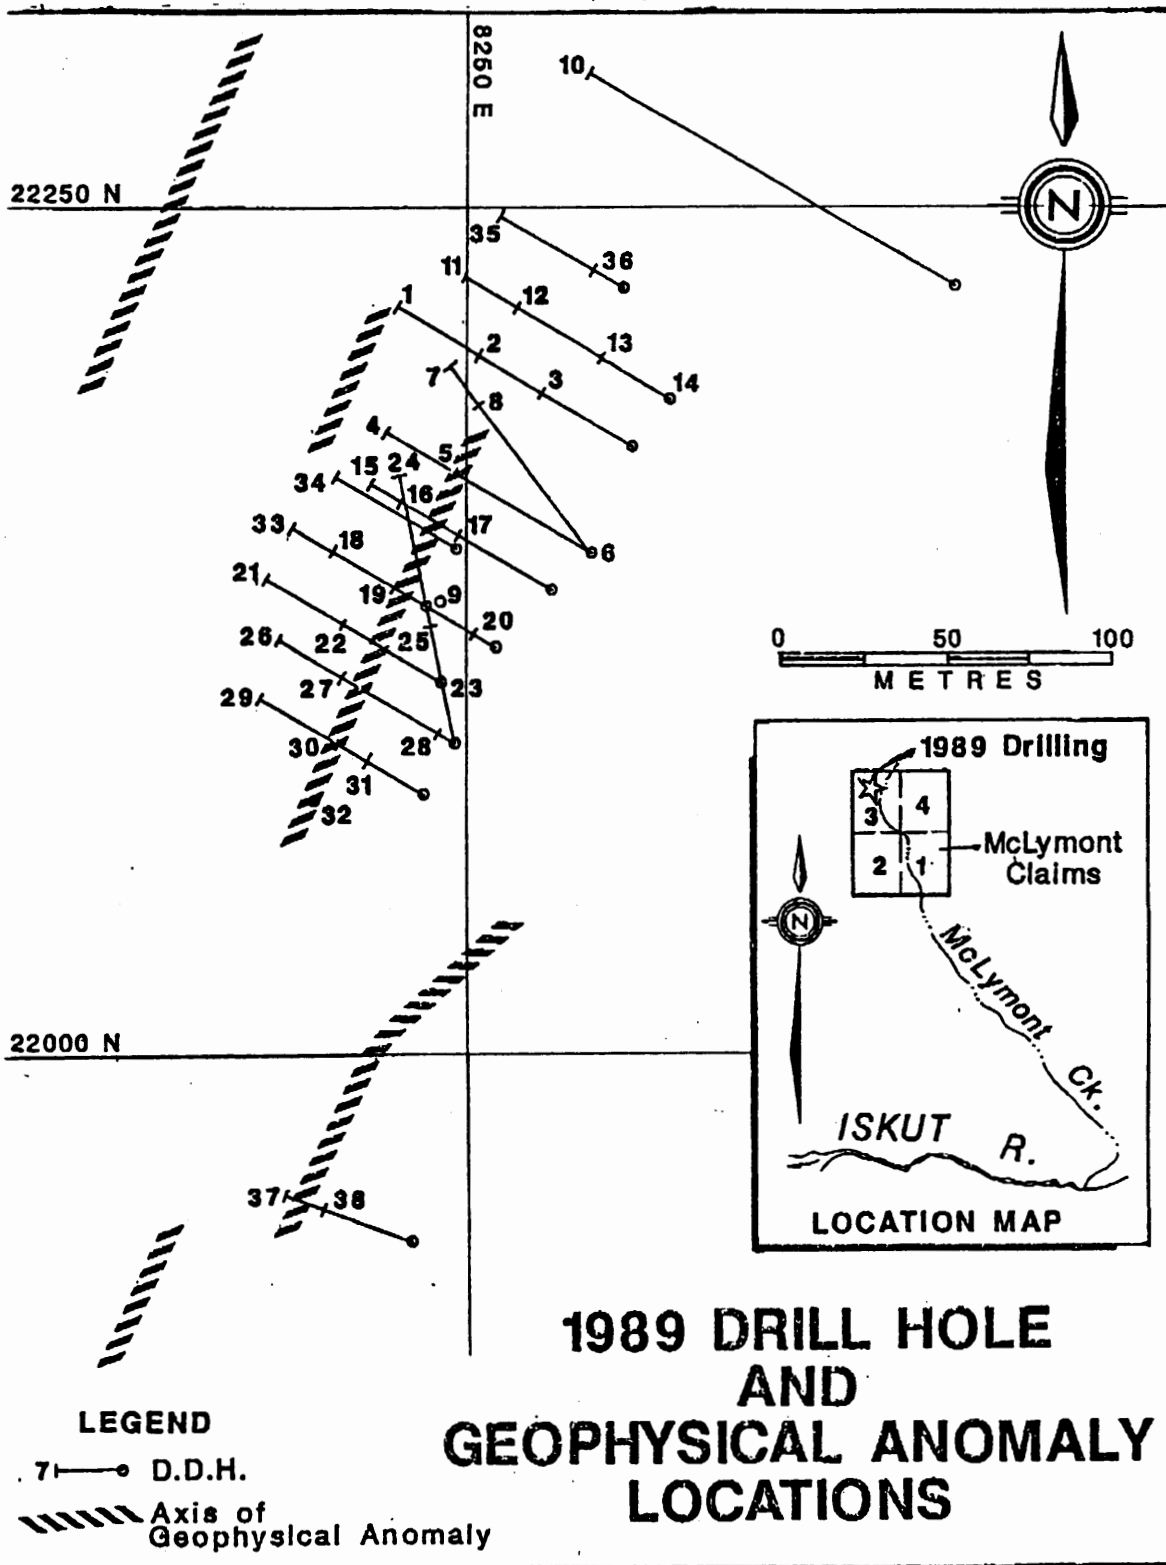 8250 E
10
22250 N
N
35
36
11
12
1
13
2
7
3
14
8
4
5
24
15
34
16
17
33
18
6
21
19
9
20
26
22
25
0 50 100
METRES
27
23
29
28
30
31
32
1989 Drilling
3
4
2
1
McLymont
Claims
N
McLymont
Ck.
ISKUT
R.
LOCATION MAP
22000 N
37
38
1989 DRILL HOLE
AND
GEOPHYSICAL ANOMALY
LOCATIONS
LEGEND
7 D.D.H.
Axis of
Geophysical Anomaly